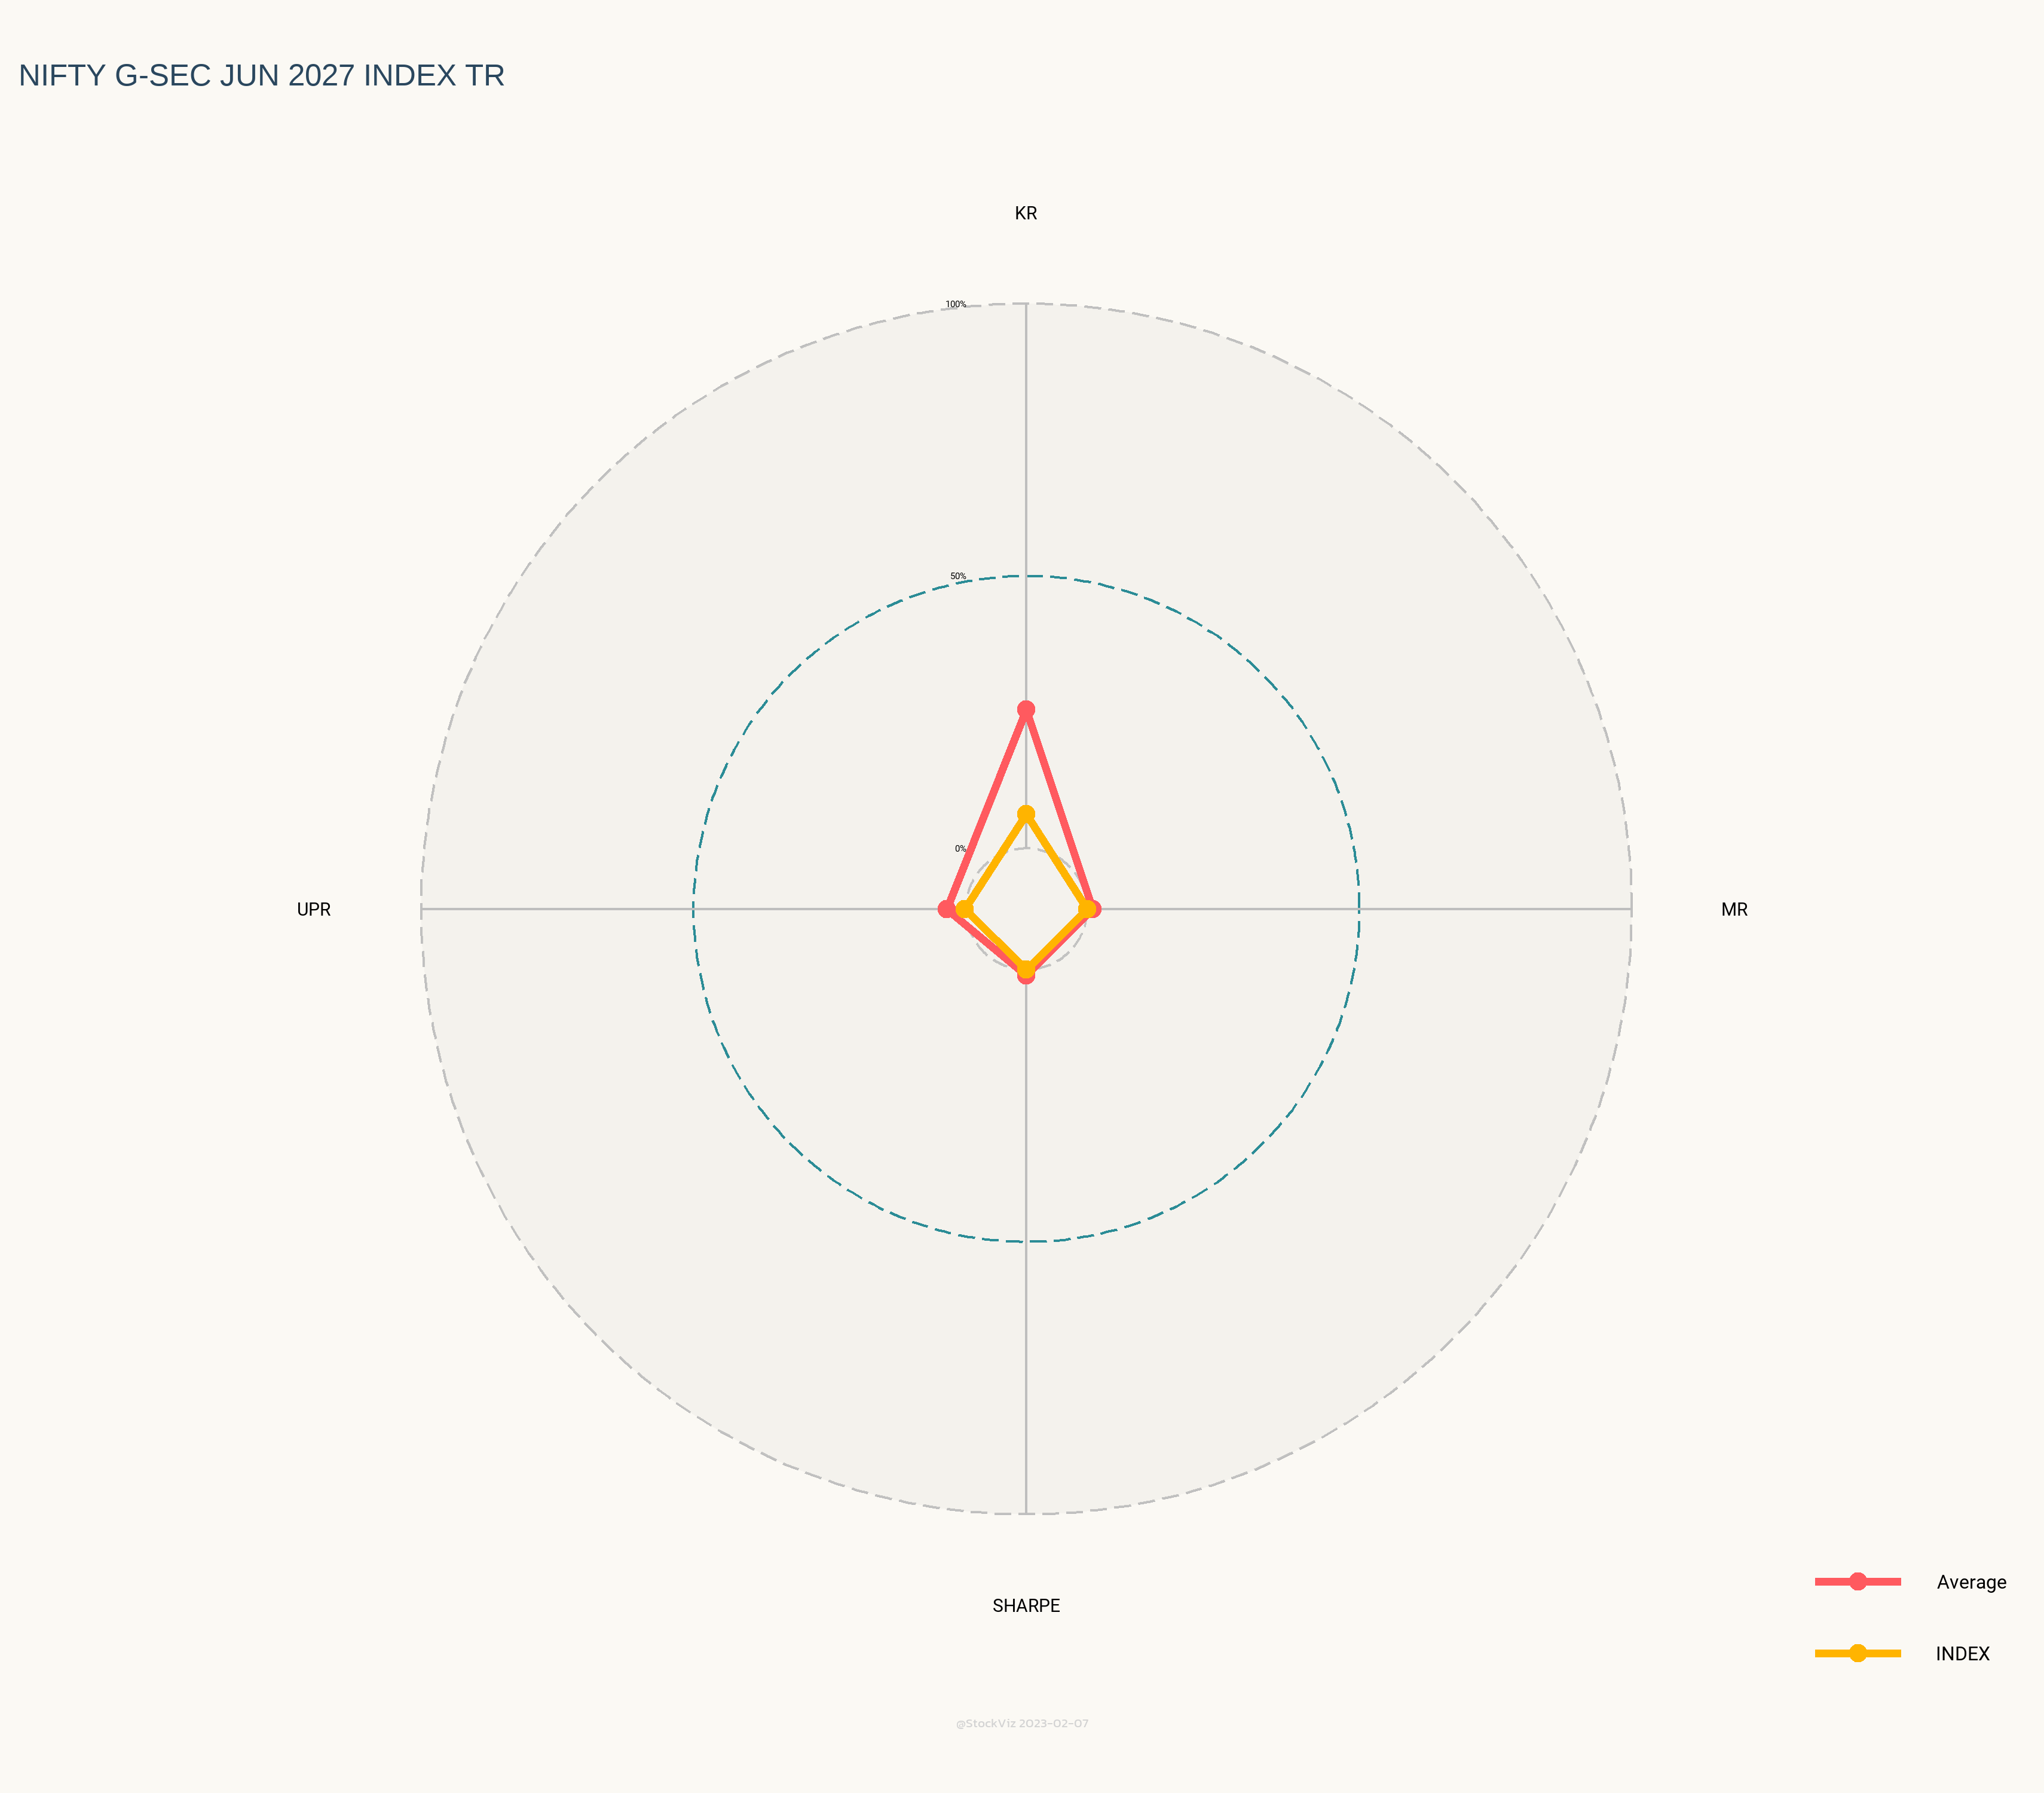 NIFTY G-SEC JUN 2027 INDEX TR
KR
100%
50%
0%
UPR
MR
SHARPE
Average
INDEX
@StockViz 2023-02-07